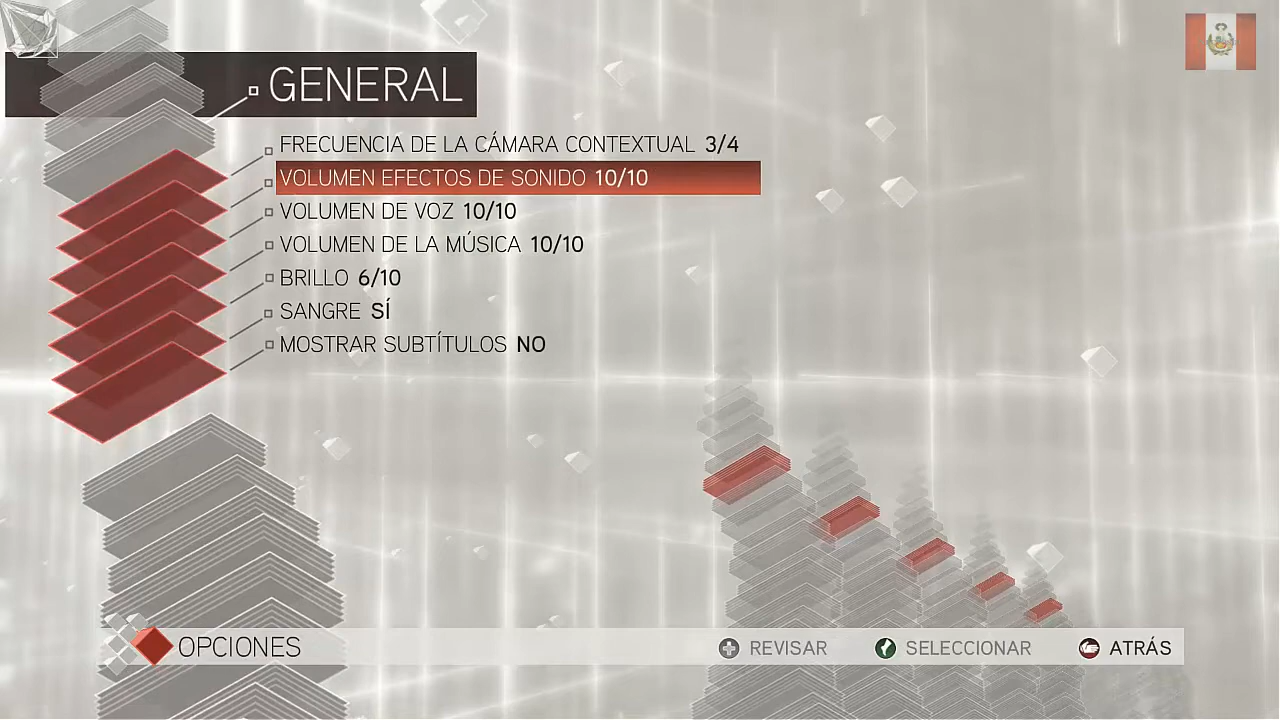 GENERAL
FRECUENCIA DE LA CÁMARA CONTEXTUAL 3/4
VOLUMEN EFECTOS DE SONIDO 10/10
VOLUMEN DE VOZ 10/10
VOLUMEN DE LA MÚSICA 10/10
BRILLO 6/10
SANGRE SÍ
MOSTRAR SUBTÍTULOS NO
OPCIONES
REVISAR
SELECCIONAR
ATRÁS